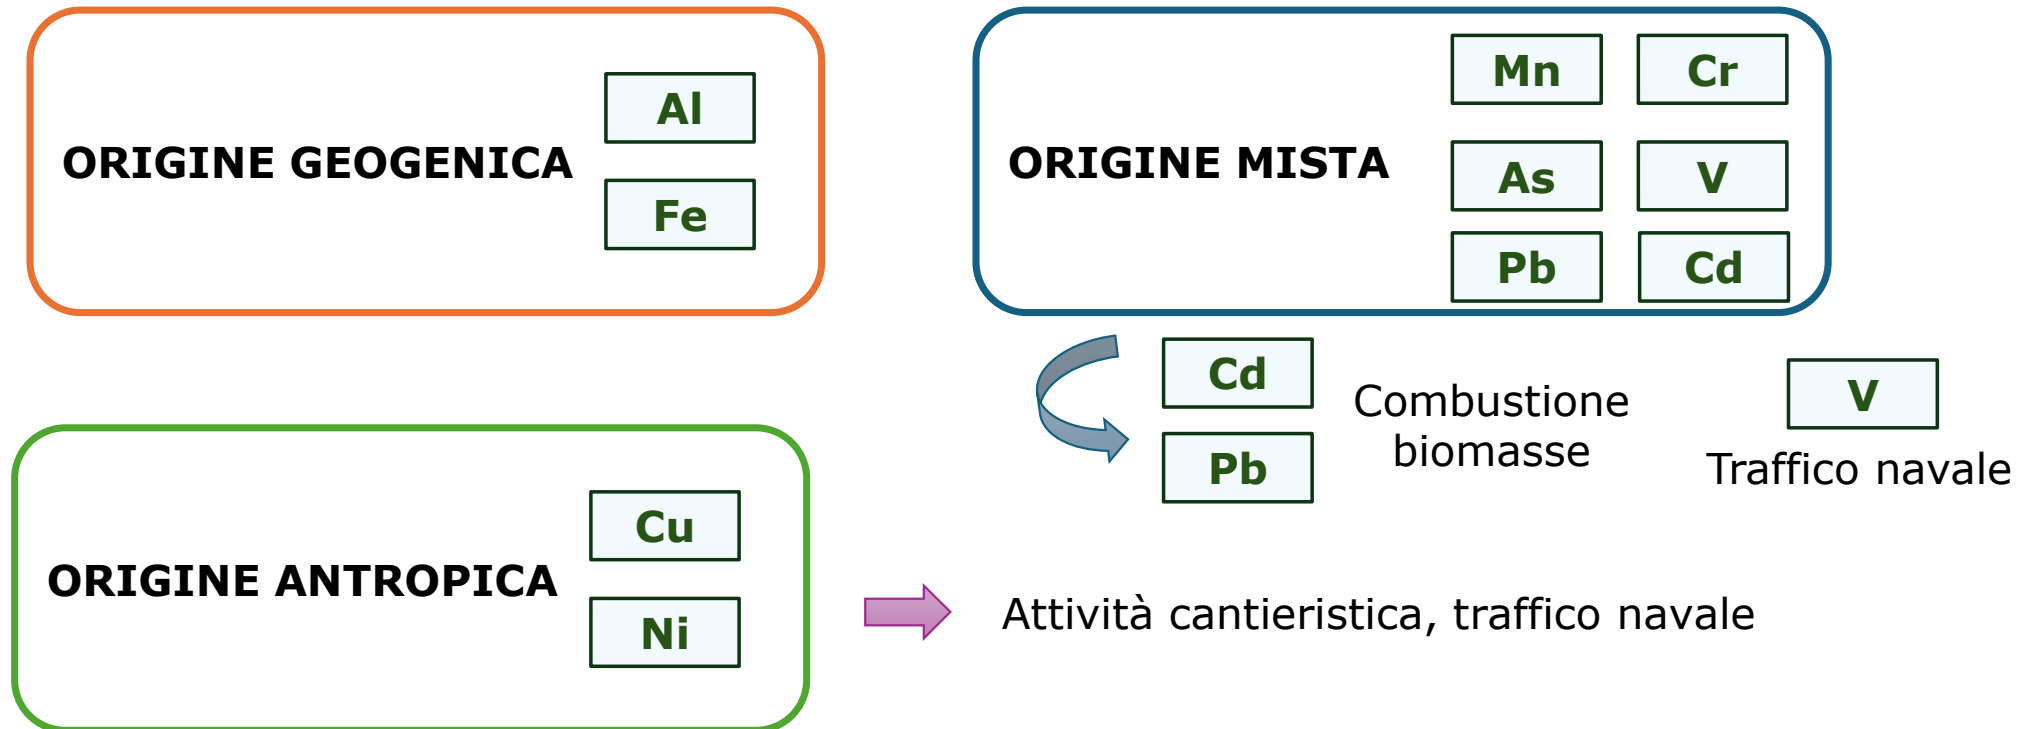 ORIGINE GEOGENICA
Al
Fe
ORIGINE MISTA
Mn
Cr
As
V
Pb
Cd
Cd
Pb
Combustione
biomasse
V
Traffico navale
ORIGINE ANTROPICA
Cu
Ni
Attività cantieristica, traffico navale